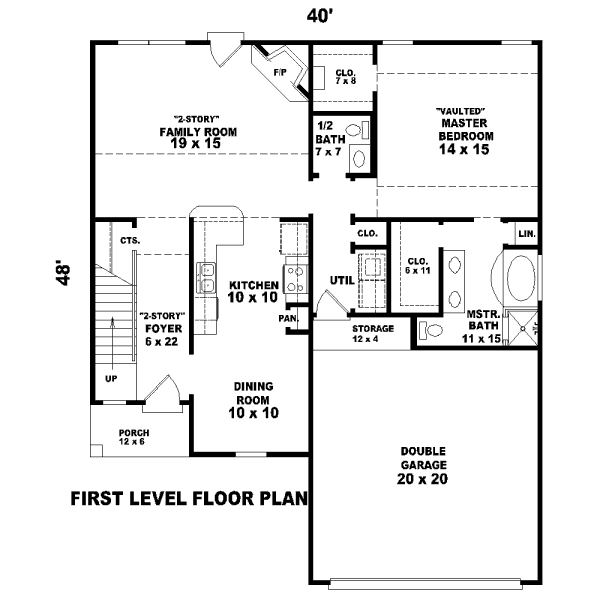 40'
F/P
CLO.
7 x 8
"2-STORY"
FAMILY ROOM
19 x 15
1/2
BATH
7 x 7
"VAULTED"
MASTER
BEDROOM
14 x 15
48'
CTS.
CLO.
LIN.
KITCHEN
10 x 10
UTIL
CLO.
6 x 11
"2-STORY"
FOYER
6 x 22
PAN.
STORAGE
12 x 4
MSTR.
BATH
11 x 15
UP
DINING
ROOM
10 x 10
PORCH
12 x 6
DOUBLE
GARAGE
20 x 20
FIRST LEVEL FLOOR PLAN